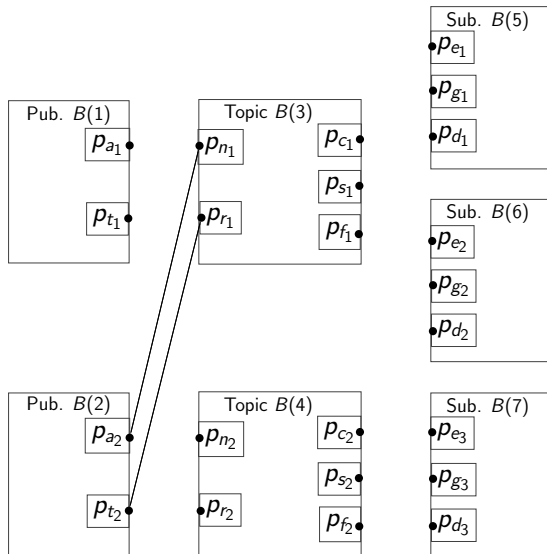 Pub. B(1)
p_{a_1}
p_{t_1}
Topic B(3)
p_{n_1}
p_{r_1}
p_{c_1}
p_{s_1}
p_{f_1}
Sub. B(5)
p_{e_1}
p_{g_1}
p_{d_1}
Sub. B(6)
p_{e_2}
p_{g_2}
p_{d_2}
Pub. B(2)
p_{a_2}
p_{t_2}
Topic B(4)
p_{n_2}
p_{r_2}
p_{c_2}
p_{s_2}
p_{f_2}
Sub. B(7)
p_{e_3}
p_{g_3}
p_{d_3}